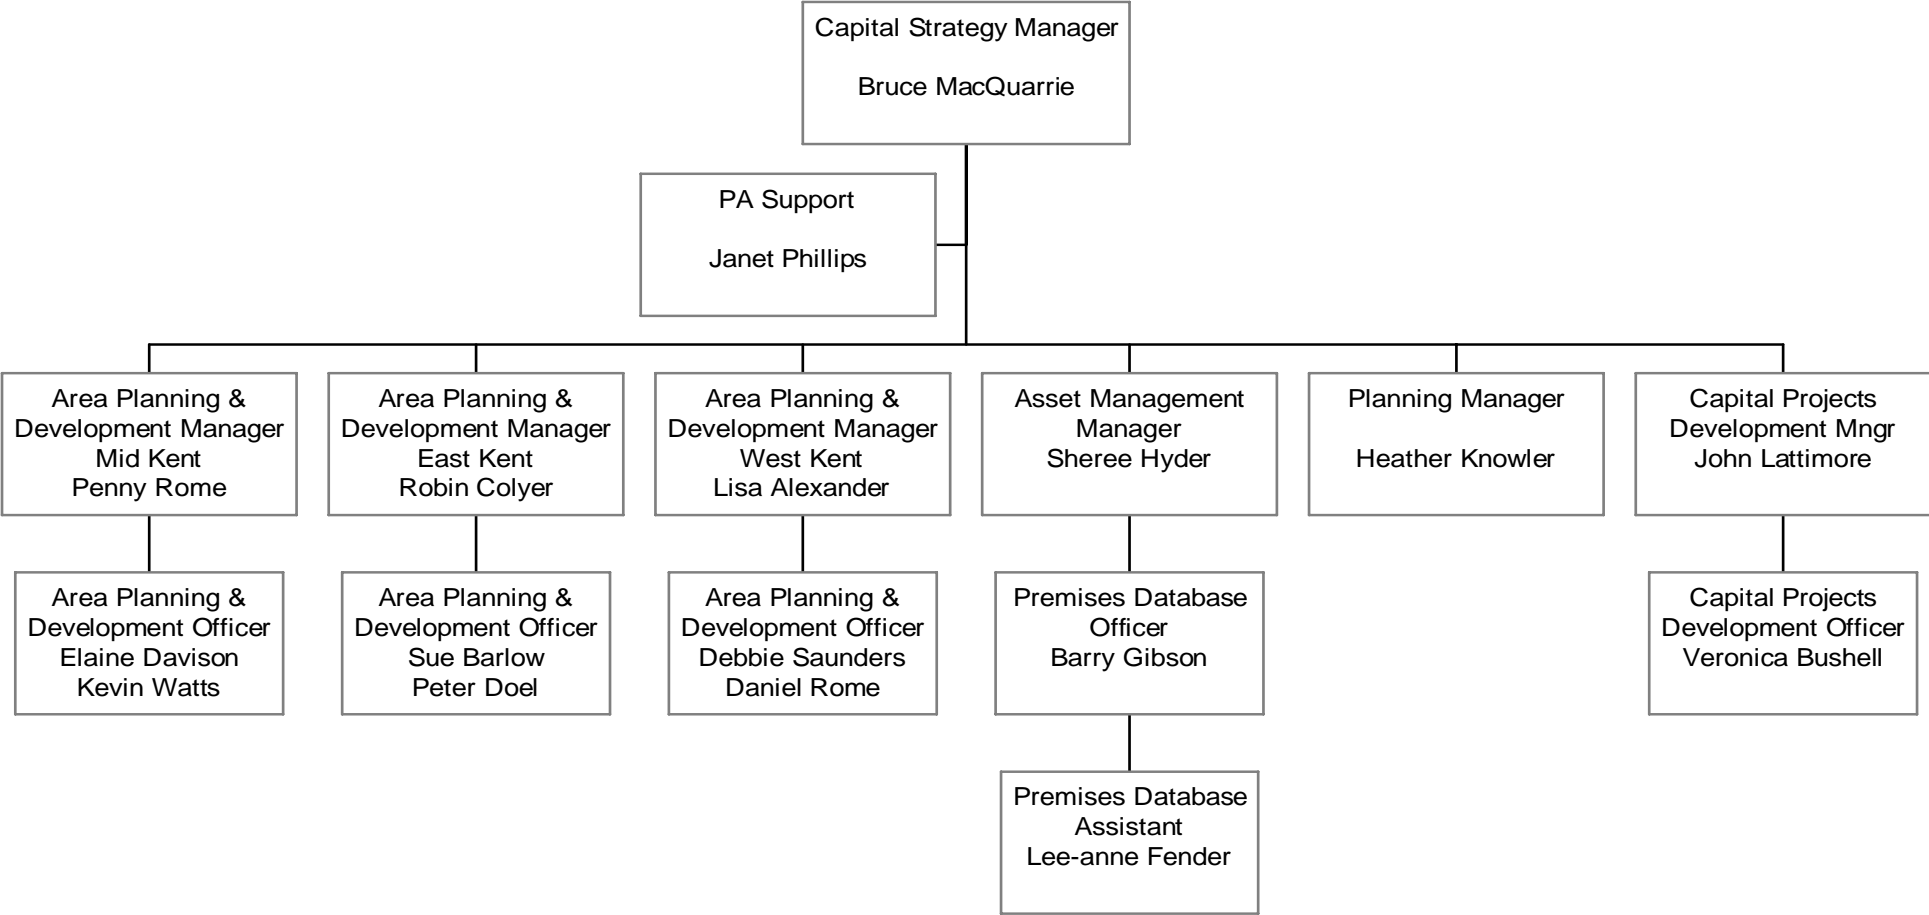 Capital Strategy Manager
Bruce MacQuarrie
PA Support
Janet Phillips
Area Planning &
Development Manager
Mid Kent
Penny Rome
Area Planning &
Development Manager
East Kent
Robin Colyer
Area Planning &
Development Manager
West Kent
Lisa Alexander
Asset Management
Manager
Sheree Hyder
Planning Manager
Heather Knowler
Capital Projects
Development Mngr
John Lattimore
Area Planning &
Development Officer
Elaine Davison
Kevin Watts
Area Planning &
Development Officer
Sue Barlow
Peter Doel
Area Planning &
Development Officer
Debbie Saunders
Daniel Rome
Premises Database
Officer
Barry Gibson
Capital Projects
Development Officer
Veronica Bushell
Premises Database
Assistant
Lee-anne Fender